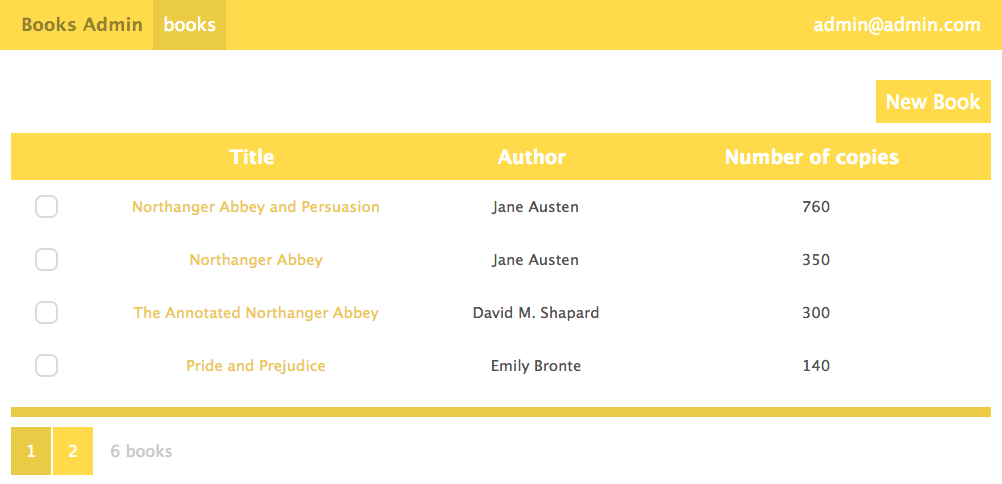 Books Admin books admin@admin.com
New Book
Title Author Number of copies
Northanger Abbey and Persuasion Jane Austen 760
Northanger Abbey Jane Austen 350
The Annotated Northanger Abbey David M. Shapard 300
Pride and Prejudice Emily Bronte 140
1 2 6 books